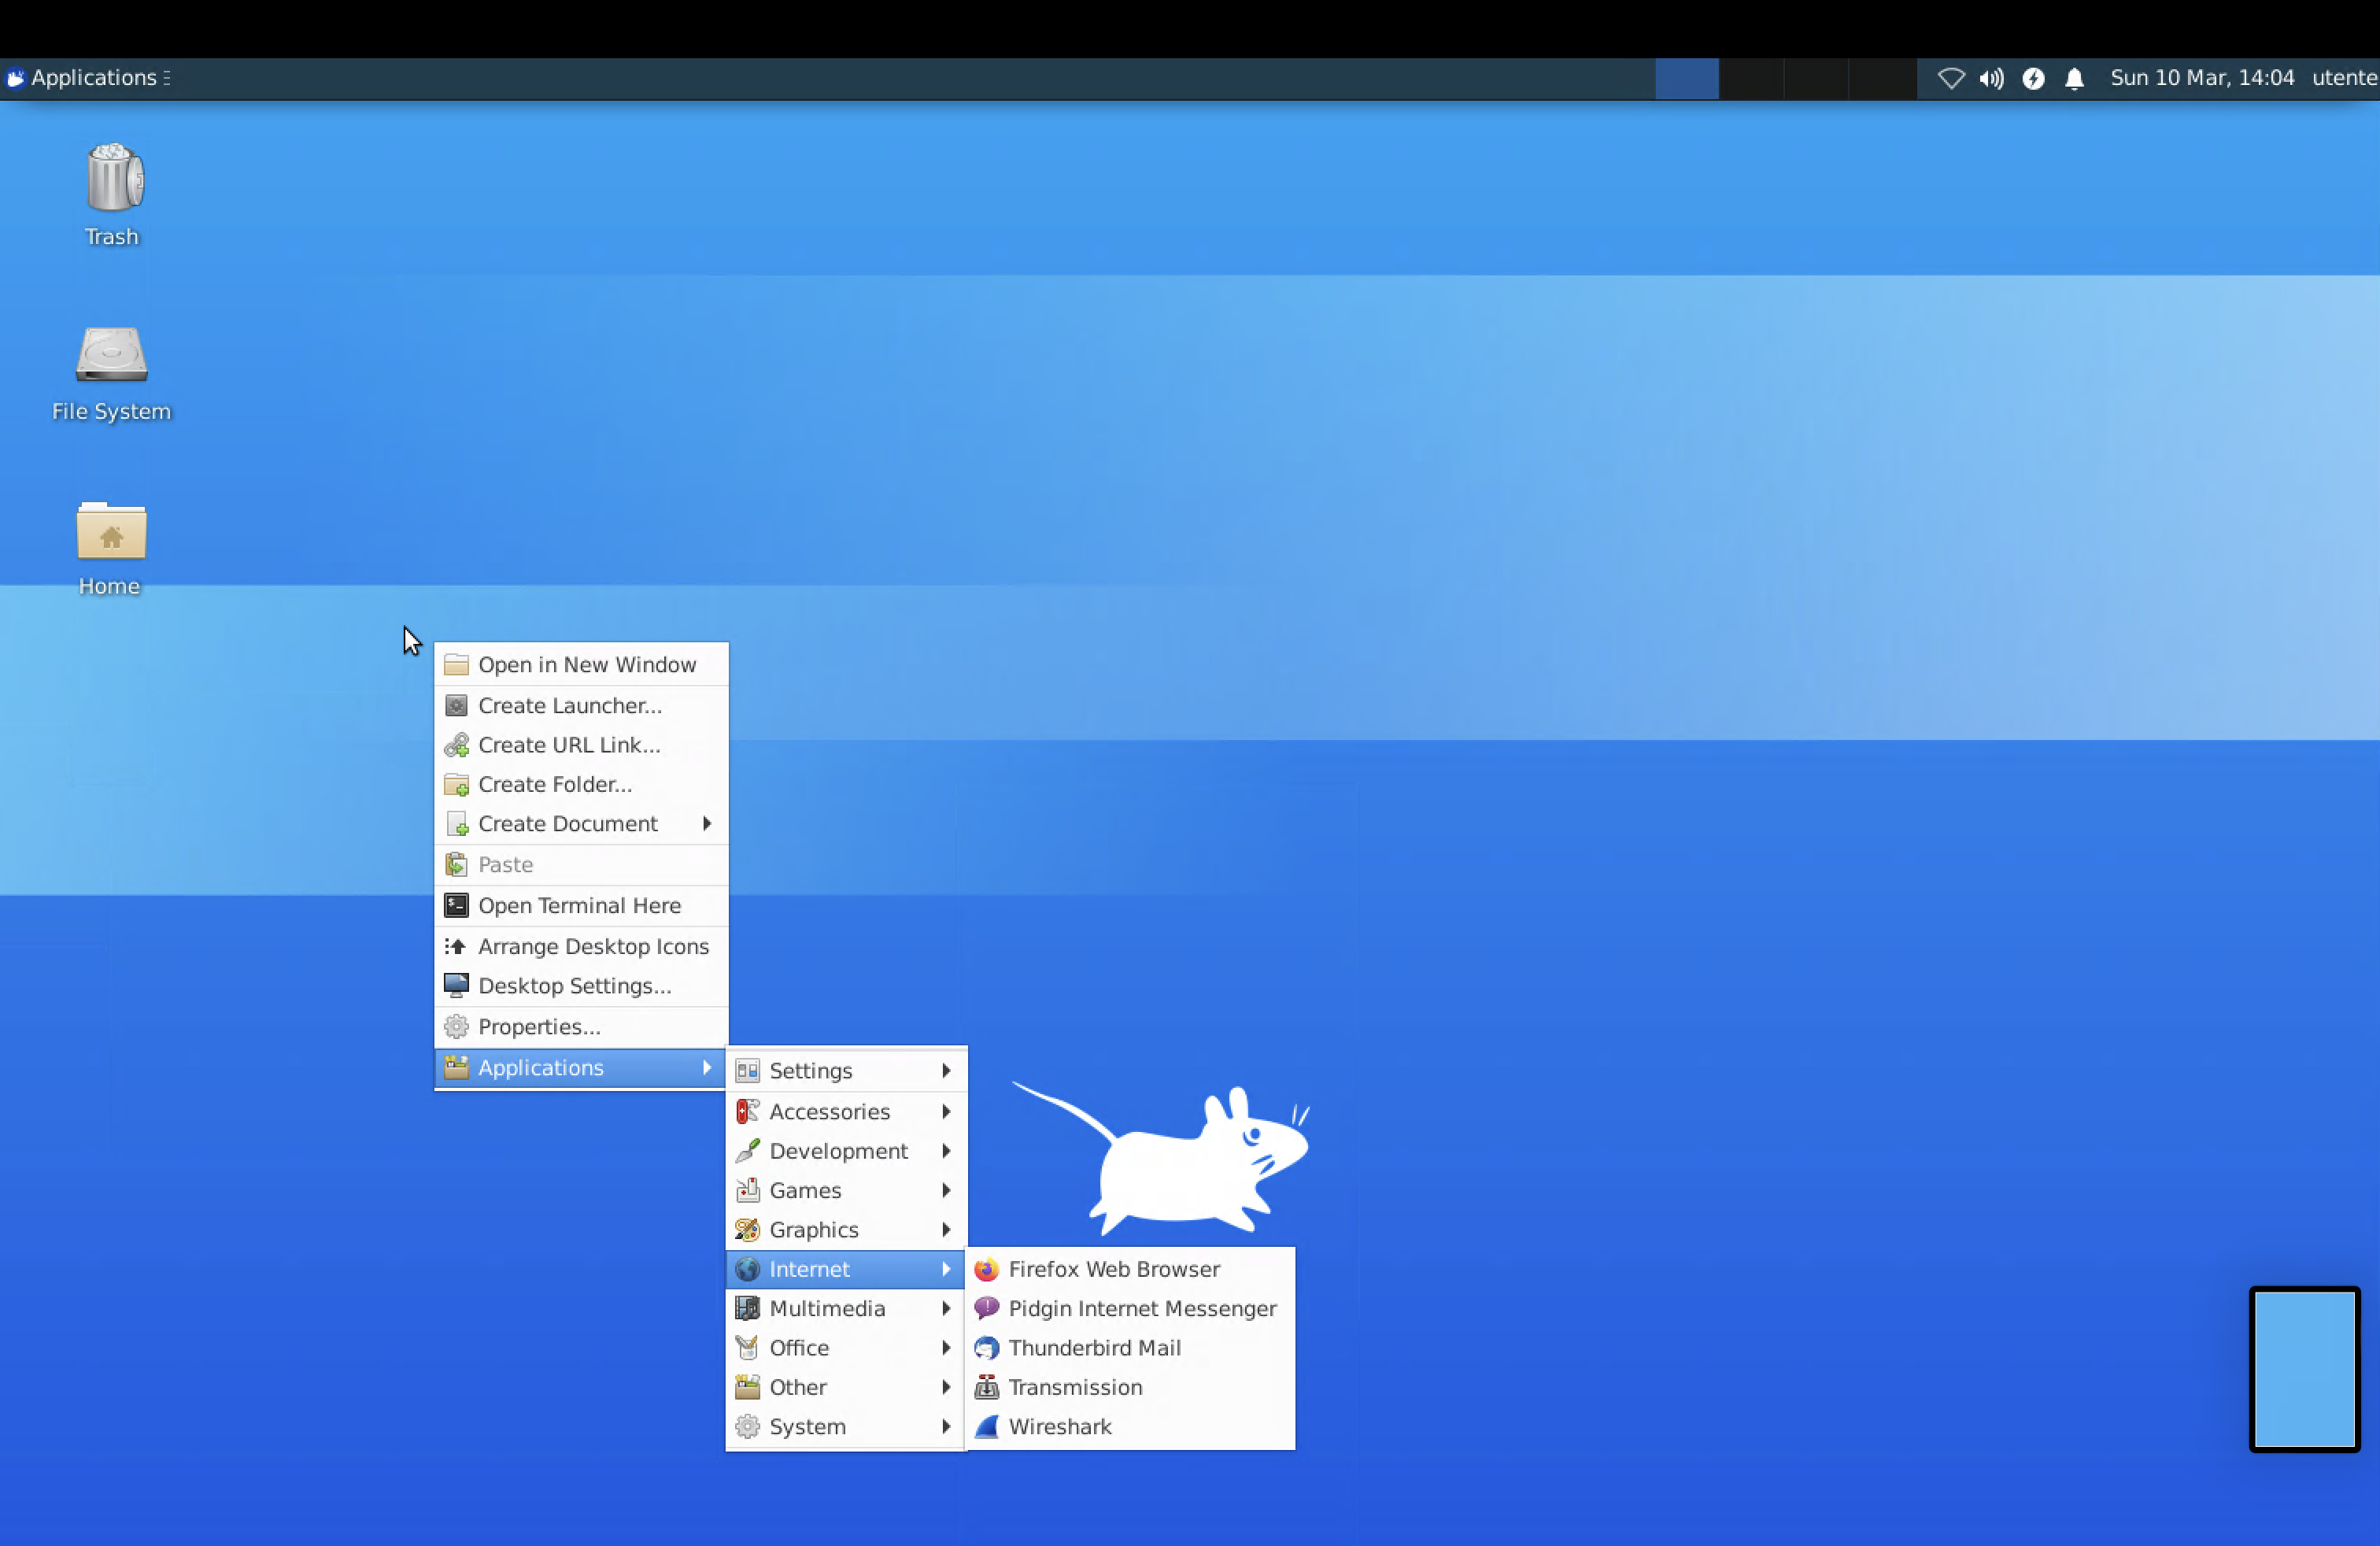 Applications
Sun 10 Mar, 14:04 utente
Trash
File System
Home
Open in New Window
Create Launcher...
Create URL Link...
Create Folder...
Create Document
Paste
Open Terminal Here
Arrange Desktop Icons
Desktop Settings...
Properties...
Applications
Settings
Accessories
Development
Games
Graphics
Internet
Multimedia
Office
Other
System
Firefox Web Browser
Pidgin Internet Messenger
Thunderbird Mail
Transmission
Wireshark